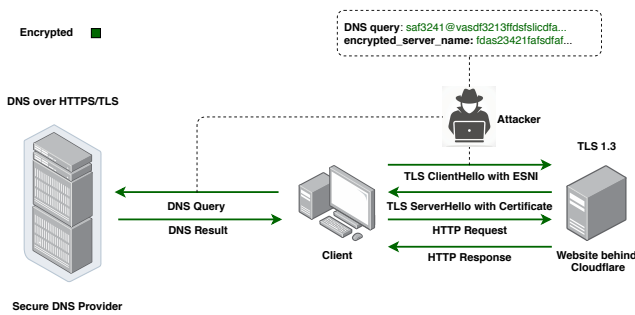 DNS query: saf3241@vasdf3213ffdsfslicdfa...
encrypted_server_name: fdas23421fafsdfaf...
Encrypted
DNS over HTTPS/TLS
Attacker
TLS 1.3
TLS ClientHello with ESNI
DNS Query
TLS ServerHello with Certificate
DNS Result
HTTP Request
Client
HTTP Response
Website behind
Cloudflare
Secure DNS Provider